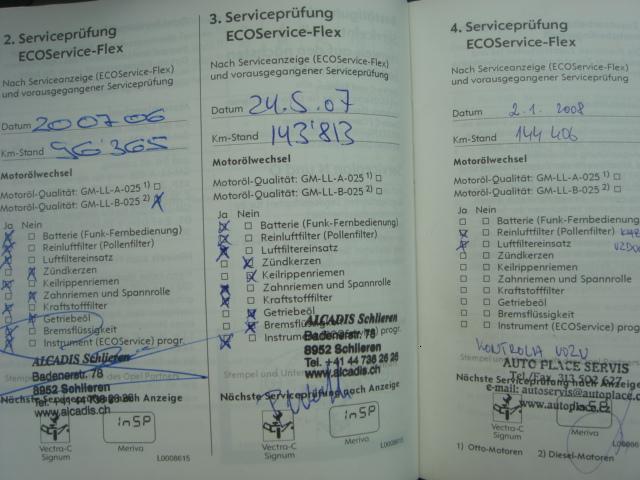 2. Serviceprüfung
ECOService-Flex
Nach Serviceanzeige (ECOService-Flex)
und vorausgegangener Serviceprüfung
Datum 200706
Km-Stand 96'365
Motorölwechsel
Motoröl-Qualität: GM-LL-A-025 1) □
Motoröl-Qualität: GM-LL-B-025 2)
Ja Nein
Batterie (Funk-Fernbedienung)
Reinluftfilter (Pollenfilter)
Luftfiltereinsatz
Zündkerzen
Keilrippenriemen
Zahnriemen und Spannrolle
Kraftstofffilter
Getriebeöl
Bremsflüssigkeit
Instrument (ECOService) progr.
ALCADIS Schlieren
Badenerstr. 78
Stempel des Opel Partners
8952 Schlieren
Nächste Serviceprüfung nach Anzeige
www.alcadis.ch
InSP
Vectra-C
Signum
Meriva
L0008615
3. Serviceprüfung
ECOService-Flex
Nach Serviceanzeige (ECOService-Flex)
und vorausgegangener Serviceprüfung
Datum 24.5.07
Km-Stand 143'813
Motorölwechsel
Motoröl-Qualität: GM-LL-A-025 1) □
Motoröl-Qualität: GM-LL-B-025 2) □
Ja Nein
Batterie (Funk-Fernbedienung)
Reinluftfilter (Pollenfilter)
Luftfiltereinsatz
Zündkerzen
Keilrippenriemen
Zahnriemen und Spannrolle
Kraftstofffilter
Getriebeöl
Bremsflüssigkeit
Instrument progr.
ALCADIS Schlieren
Badenerstr. 78
8952 Schlieren
Tel. +41 44 738 26 26
www.alcadis.ch
Stempel und
Nächste Serviceprüfung nach Anzeige
InSP
Vectra-C
Signum
Meriva
L0008615
4. Serviceprüfung
ECOService-Flex
Nach Serviceanzeige (ECOService-Flex)
und vorausgegangener Serviceprüfung
Datum 2.1. 2008
Km-Stand 144 406
Motorölwechsel
Motoröl-Qualität: GM-LL-A-025 1) □
Motoröl-Qualität: GM-LL-B-025 2) □
Ja Nein
Batterie (Funk-Fernbedienung
Reinluftfilter (Pollenfilter)
Luftfiltereinsatz
Zündkerzen
Keilrippenriemen
Zahnriemen und Spannrolle
Kraftstofffilter
Getriebeöl
Bremsflüssigkeit
Instrument (ECOService) prog
KONTROLA VOZU
AUTO PLACE SERVIS
Nächste Serviceprüfung nach Anzeige
e-mail: autoservis@autoplace.c
InSP
Vectra-C
Signum
Meriva
1) Otto-Motoren 2) Diesel-Motoren